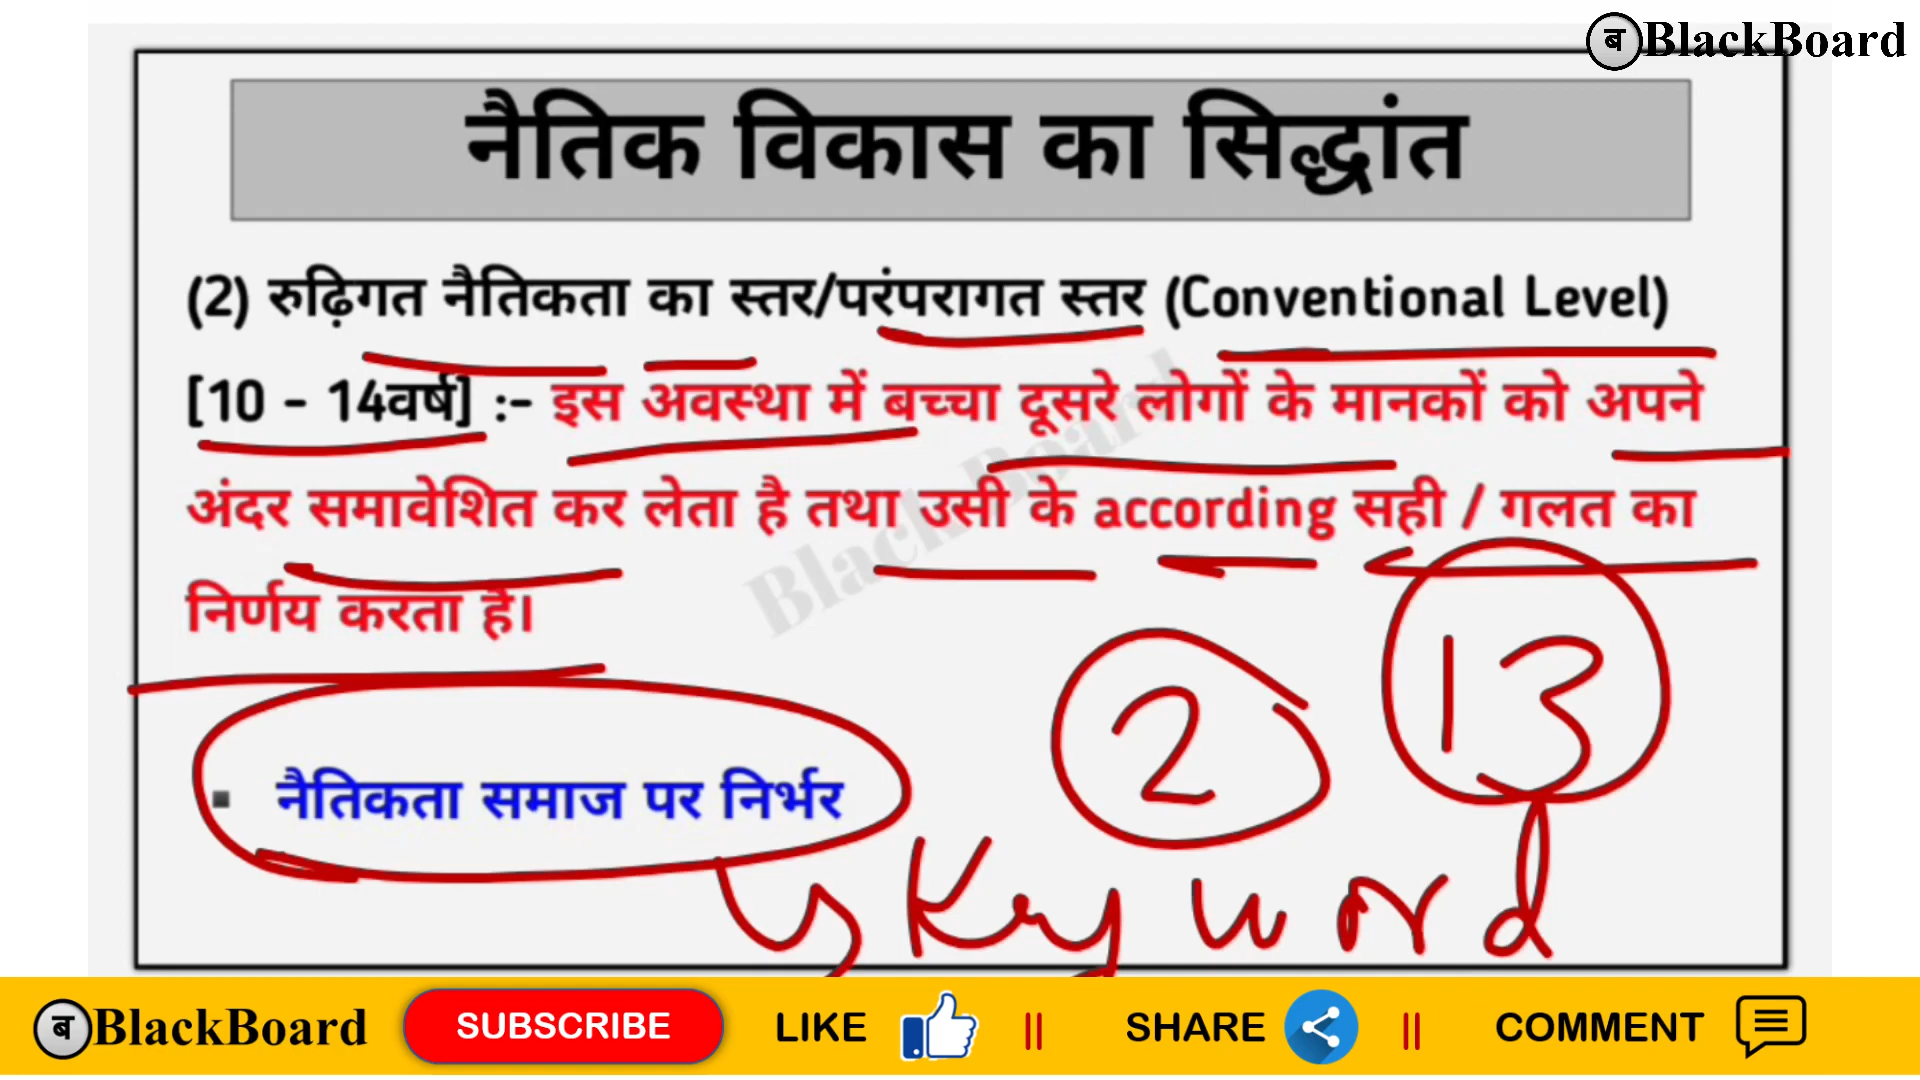 ब BlackBoard
नैतिक विकास का सिद्धांत
(2) रुढ़िगत नैतिकता का स्तर/परंपरागत स्तर (Conventional Level)
[10 - 14वर्ष] :- इस अवस्था में बच्चा दूसरे लोगों के मानकों को अपने
अंदर समावेशित कर लेता है तथा उसी के according सही / गलत का
निर्णय करता है।
Black Board
2 13
▪ नैतिकता समाज पर निर्भर
Key word
ब BlackBoard SUBSCRIBE LIKE || SHARE || COMMENT